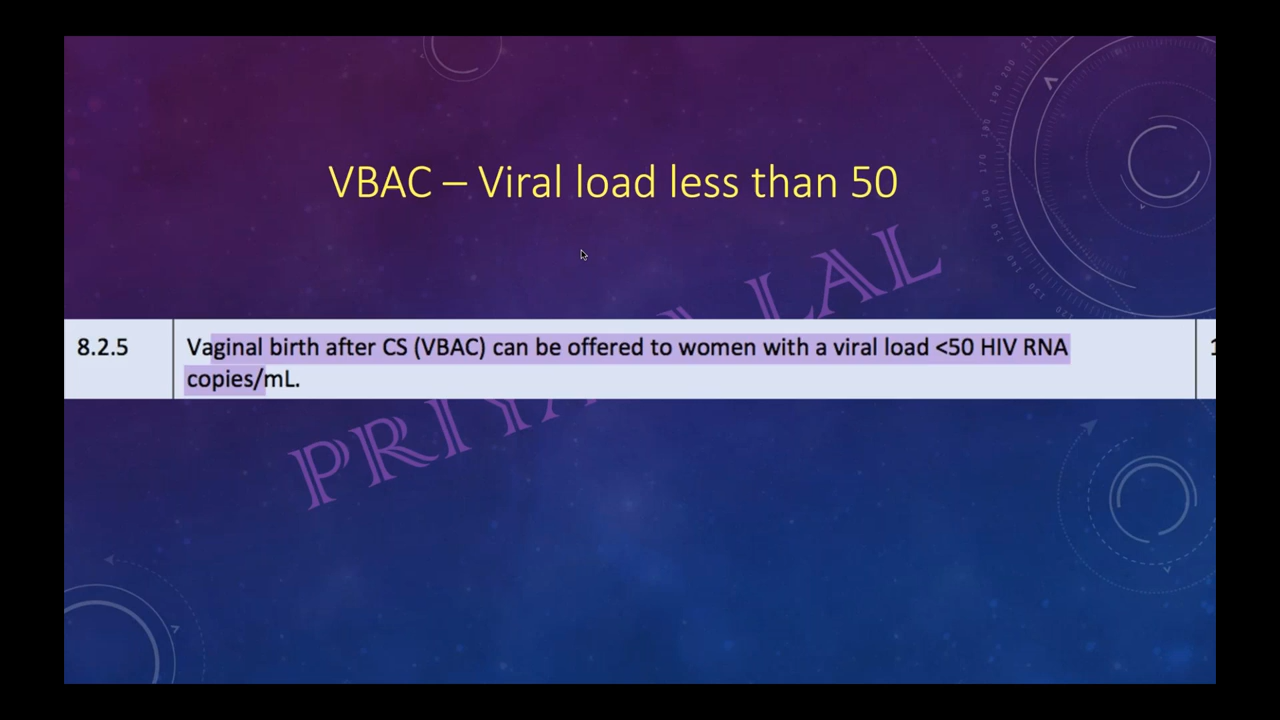 VBAC – Viral load less than 50
8.2.5
Vaginal birth after CS (VBAC) can be offered to women with a viral load <50 HIV RNA
copies/mL.
LAL